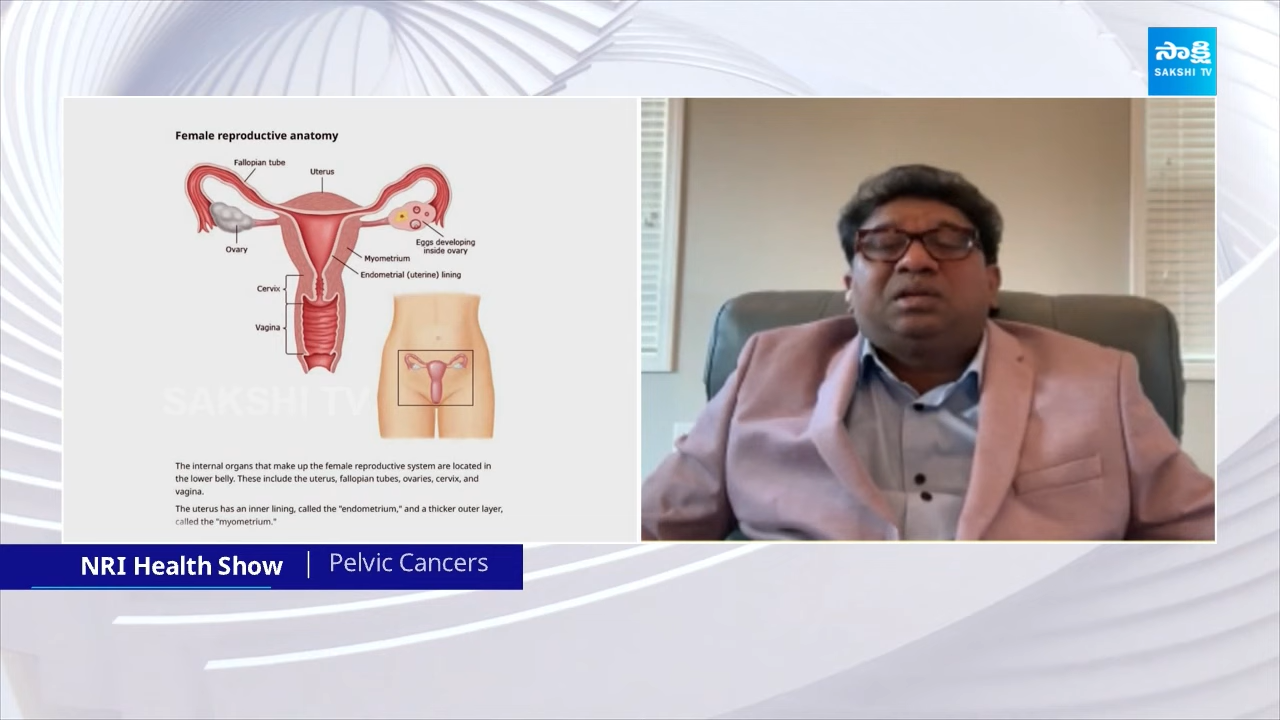 సాక్షి
SAKSHI TV
Female reproductive anatomy
Fallopian tube
Uterus
Ovary
Eggs developing
inside ovary
Myometrium
Endometrial (uterine) lining
Cervix
Vagina
SAKSHI TV
The internal organs that make up the female reproductive system are located in
the lower belly. These include the uterus, fallopian tubes, ovaries, cervix, and
vagina.
The uterus has an inner lining, called the "endometrium," and a thicker outer layer,
called the "myometrium."
NRI Health Show | Pelvic Cancers